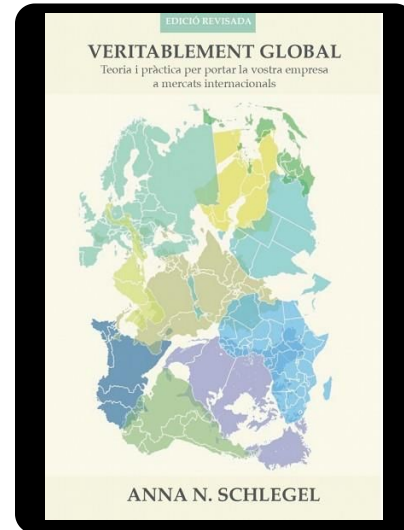 EDICIÓ REVISADA
VERITABLEMENT GLOBAL
Teoria i pràctica per portar la vostra empresa
a mercats internacionals
ANNA N. SCHLEGEL